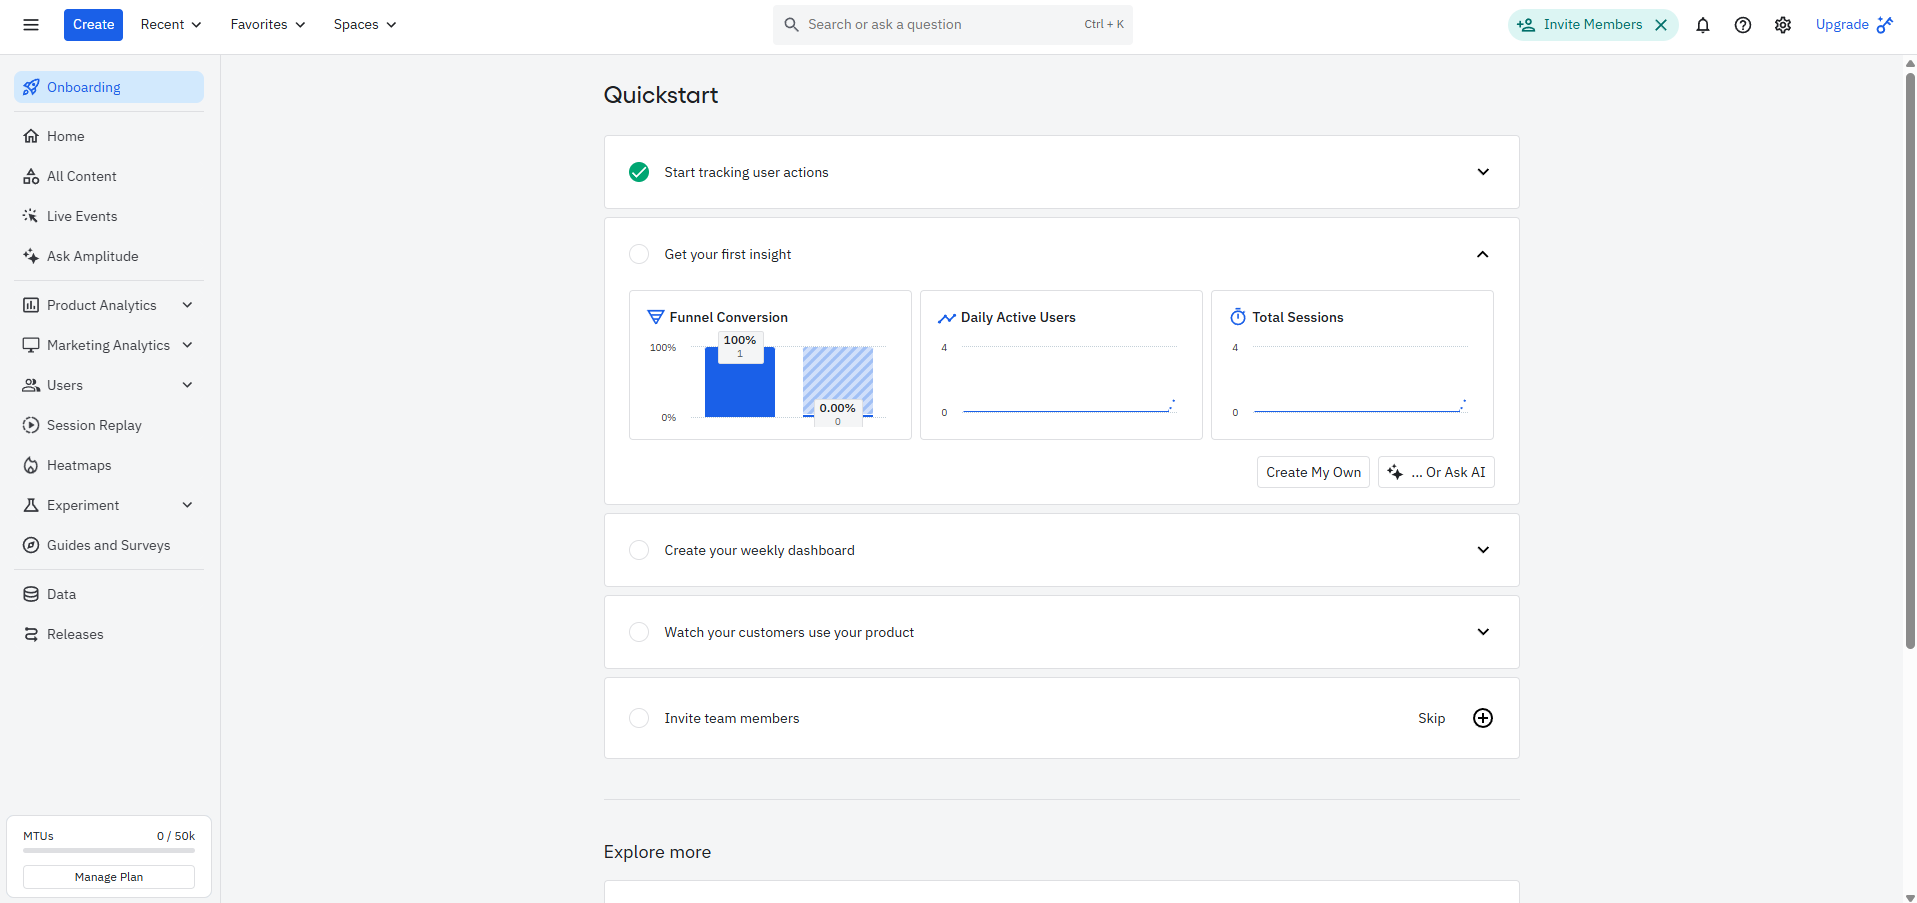 Create
Recent
Favorites
Spaces
Search or ask a question
Ctrl + K
Invite Members
Upgrade
Onboarding
Home
All Content
Live Events
Ask Amplitude
Product Analytics
Marketing Analytics
Users
Session Replay
Heatmaps
Experiment
Guides and Surveys
Data
Releases
MTUs 0 / 50k
Manage Plan
Quickstart
Start tracking user actions
Get your first insight
Funnel Conversion
100%
0%
100%
1
0.00%
0
Daily Active Users
4
0
Total Sessions
4
0
Create My Own
... Or Ask AI
Create your weekly dashboard
Watch your customers use your product
Invite team members
Skip
Explore more